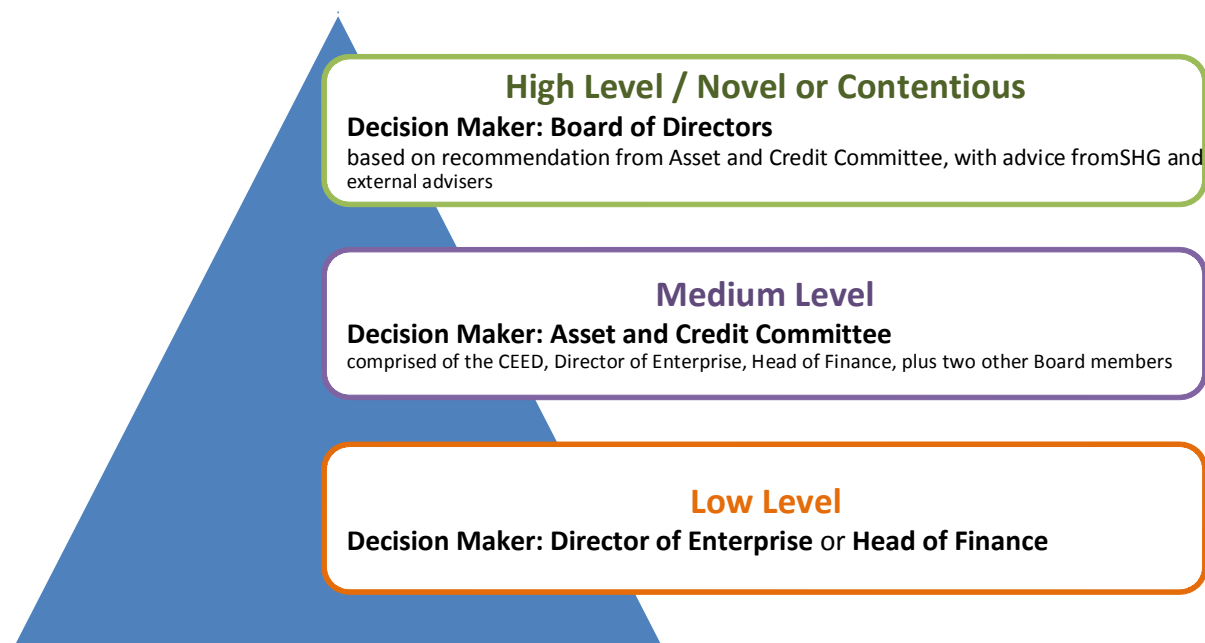 High Level / Novel or Contentious
Decision Maker: Board of Directors
based on recommendation from Asset and Credit Committee, with advice fromSHG and
external advisers
Medium Level
Decision Maker: Asset and Credit Committee
comprised of the CEED, Director of Enterprise, Head of Finance, plus two other Board members
Low Level
Decision Maker: Director of Enterprise or Head of Finance